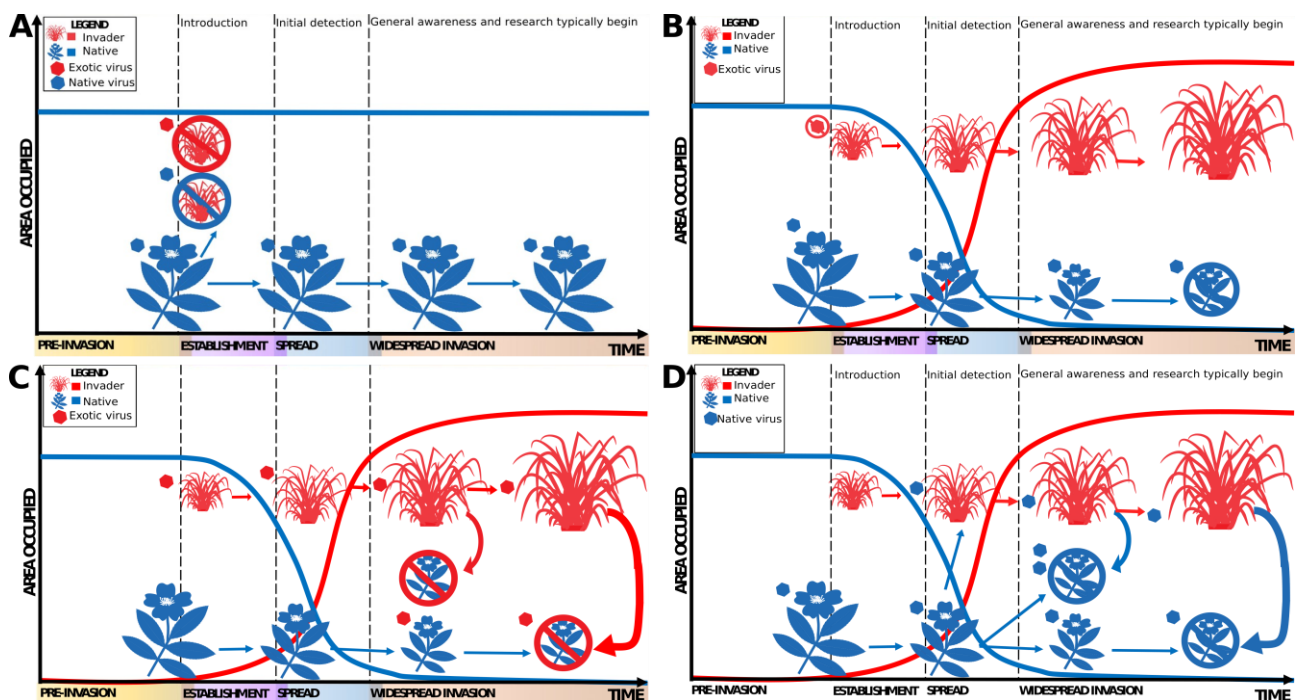 A
LEGEND
Invader
Native
Exotic virus
Native virus
Introduction
Initial detection
General awareness and research typically begin
AREA OCCUPIED
PRE-INVASION
ESTABLISHMENT
SPREAD
WIDESPREAD INVASION
TIME
B
LEGEND
Invader
Native
Exotic virus
Introduction
Initial detection
General awareness and research typically begin
AREA OCCUPIED
PRE-INVASION
ESTABLISHMENT
SPREAD
WIDESPREAD INVASION
TIME
C
LEGEND
Invader
Native
Exotic virus
AREA OCCUPIED
PRE-INVASION
ESTABLISHMENT
SPREAD
WIDESPREAD INVASION
TIME
D
LEGEND
Invader
Native
Native virus
Introduction
Initial detection
General awareness and research typically begin
AREA OCCUPIED
PRE-INVASION
ESTABLISHMENT
SPREAD
WIDESPREAD INVASION
TIME